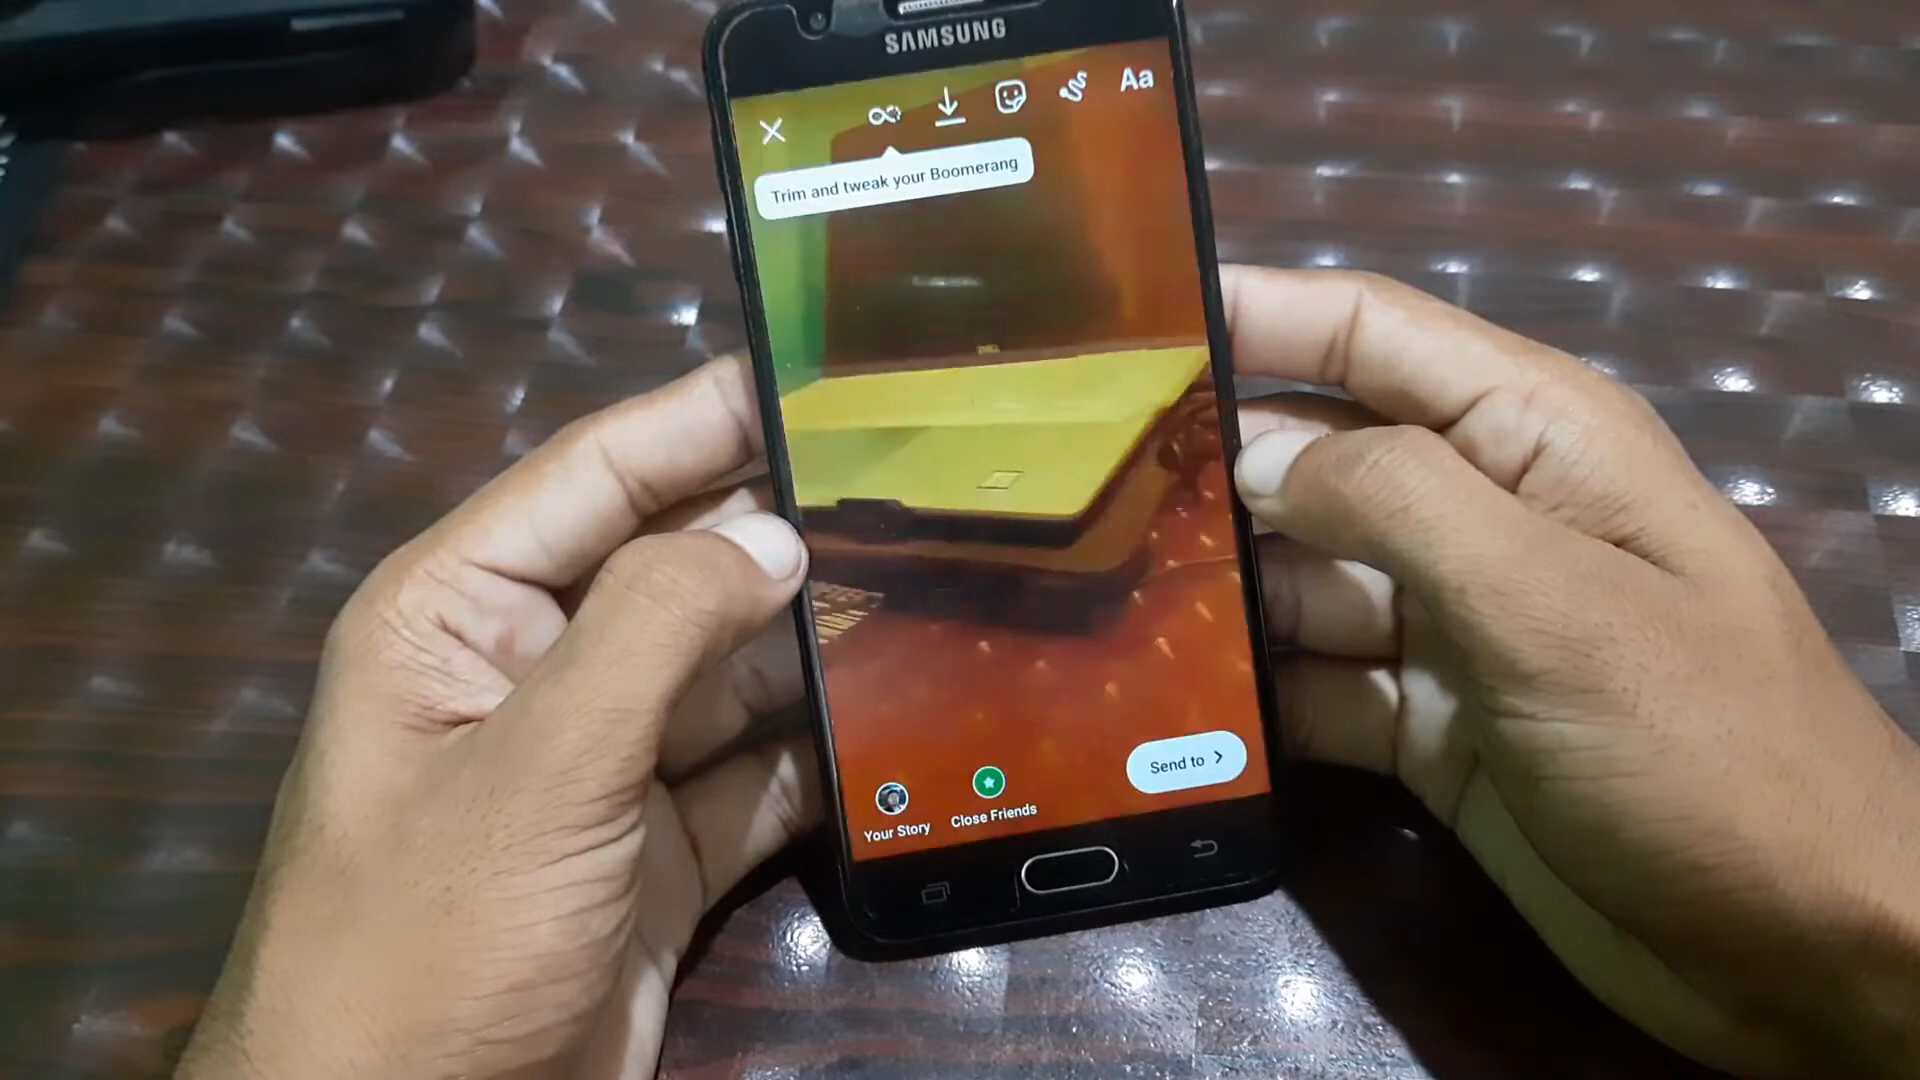 SAMSUNG
Aa
Trim and tweak your Boomerang
Send to
Your Story
Close Friends